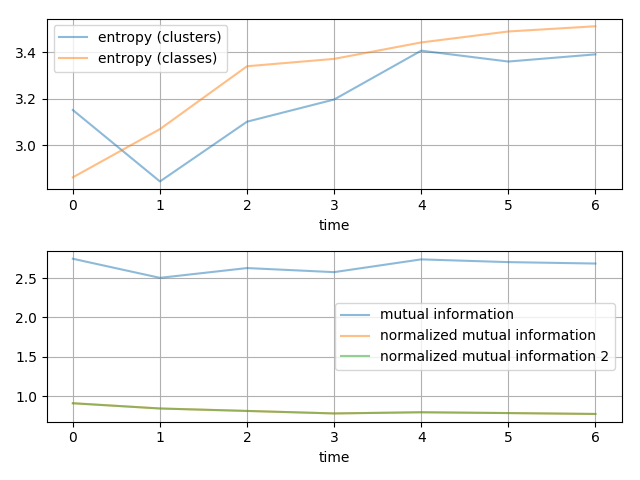 entropy (clusters)
entropy (classes)
3.4
3.2
3.0
0 1 2 3 4 5 6
time
2.5
2.0
1.5
1.0
mutual information
normalized mutual information
normalized mutual information 2
0 1 2 3 4 5 6
time